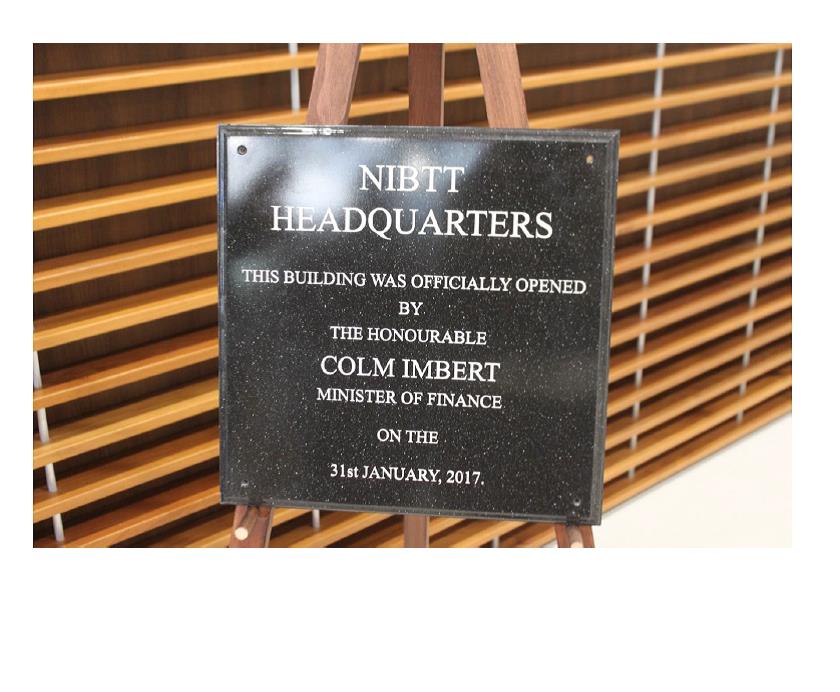 NIBTT
HEADQUARTERS
THIS BUILDING WAS OFFICIALLY OPENED
BY
THE HONOURABLE
COLM IMBERT
MINISTER OF FINANCE
ON THE
31st JANUARY, 2017.